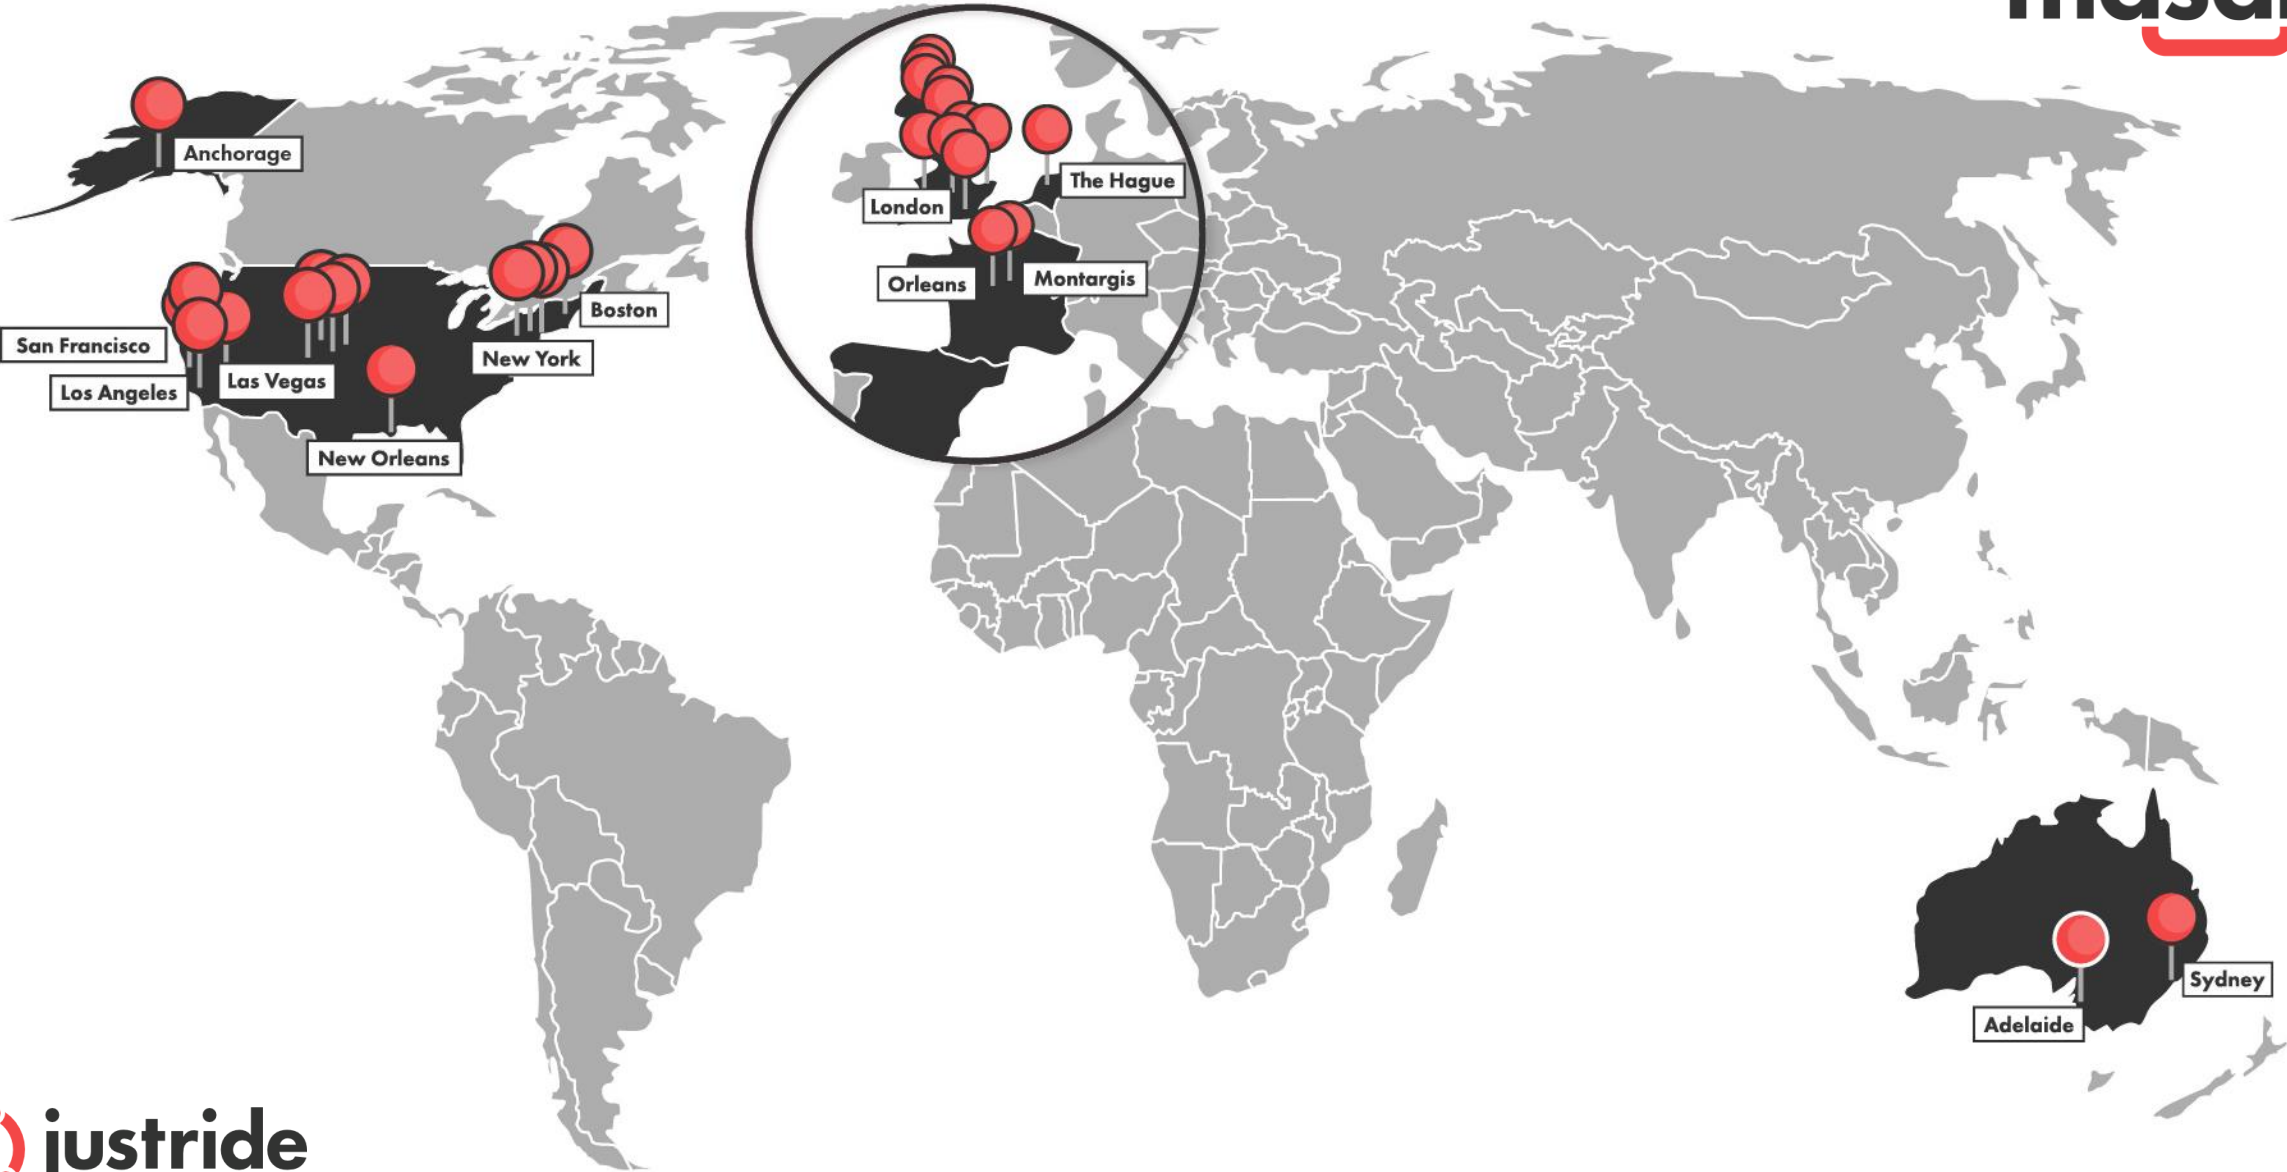 Anchorage
The Hague
London
Orleans
Montargis
Boston
San Francisco
New York
Las Vegas
Los Angeles
New Orleans
Sydney
Adelaide
justride